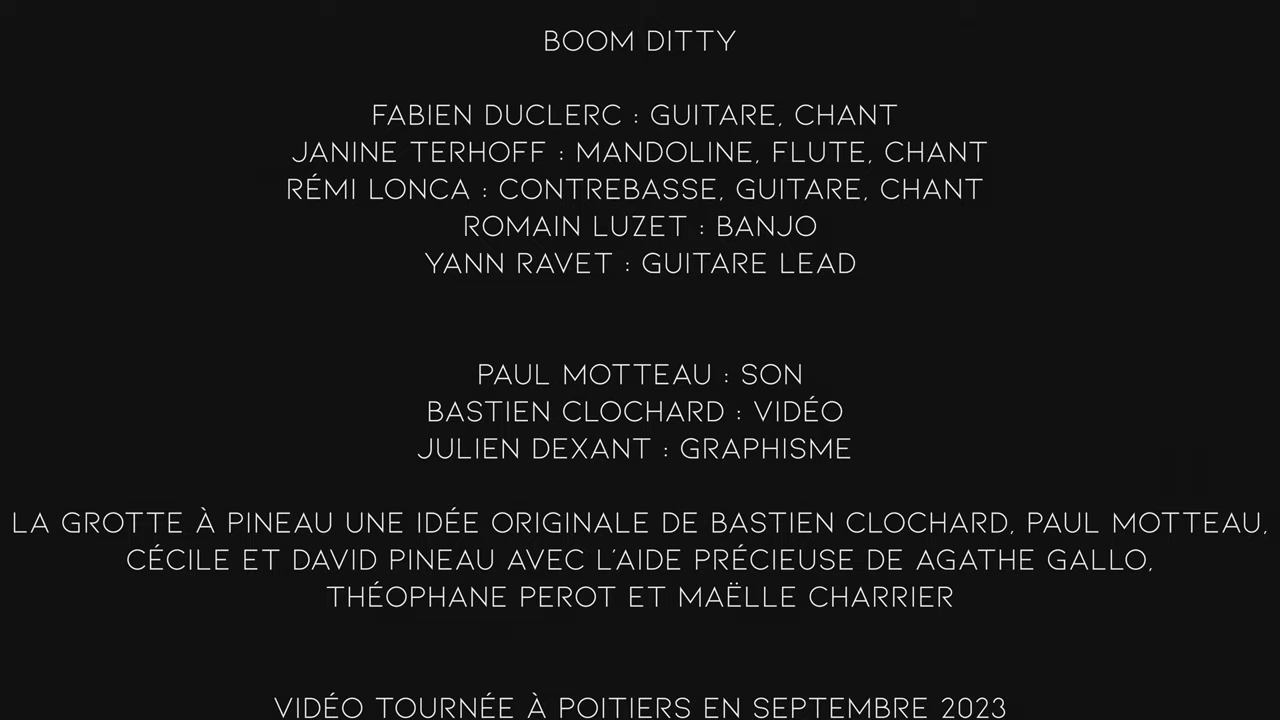 BOOM DITTY
FABIEN DUCLERC : GUITARE, CHANT
JANINE TERHOFF : MANDOLINE, FLUTE, CHANT
RÉMI LONCA : CONTREBASSE, GUITARE, CHANT
ROMAIN LUZET : BANJO
YANN RAVET : GUITARE LEAD
PAUL MOTTEAU : SON
BASTIEN CLOCHARD : VIDÉO
JULIEN DEXANT : GRAPHISME
LA GROTTE À PINEAU UNE IDÉE ORIGINALE DE BASTIEN CLOCHARD, PAUL MOTTEAU,
CÉCILE ET DAVID PINEAU AVEC L'AIDE PRÉCIEUSE DE AGATHE GALLO,
THÉOPHANE PEROT ET MAËLLE CHARRIER
VIDÉO TOURNÉE À POITIERS EN SEPTEMBRE 2023